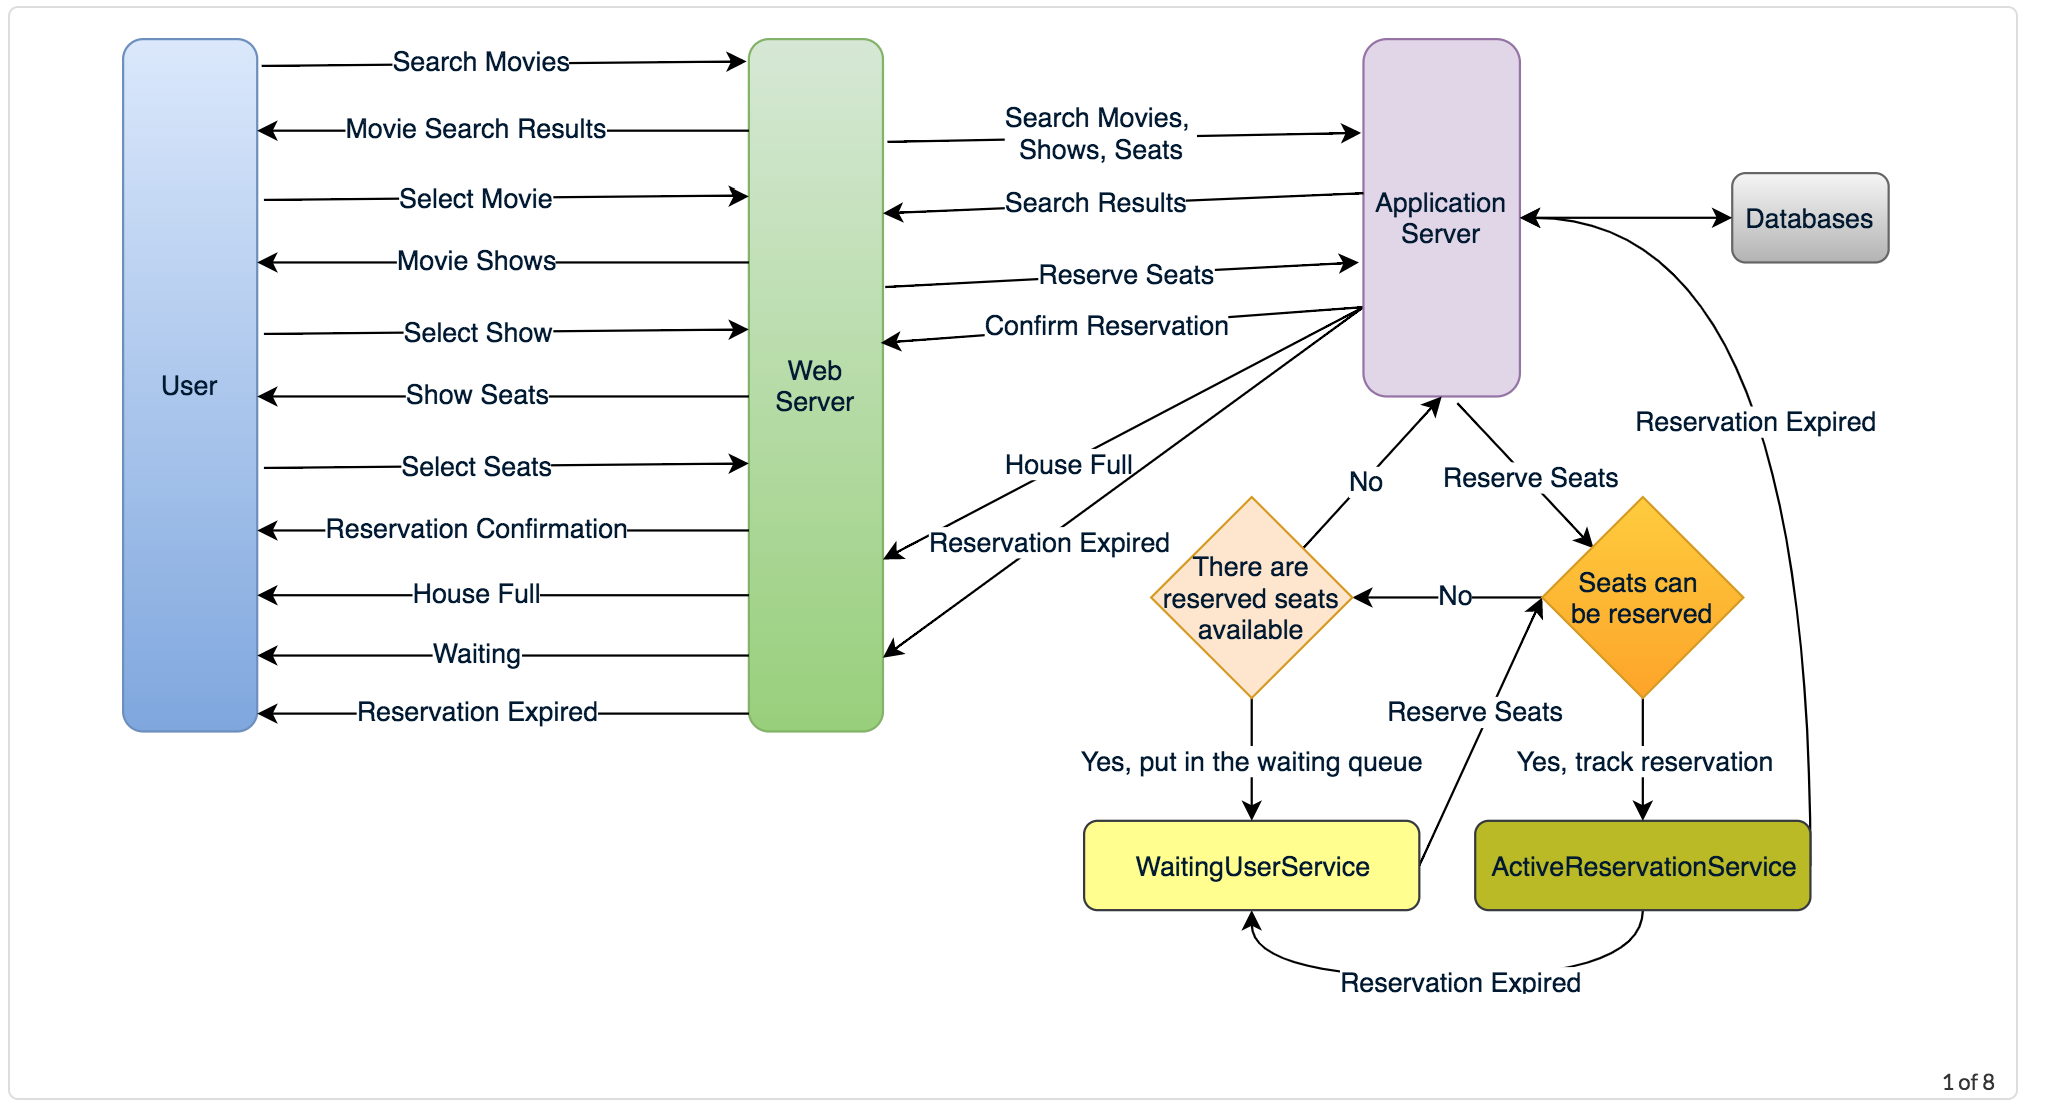 Search Movies
Movie Search Results
Select Movie
Movie Shows
Select Show
Show Seats
Select Seats
Reservation Confirmation
House Full
Waiting
Reservation Expired
User
Web
Server
Search Movies,
Shows, Seats
Search Results
Reserve Seats
Confirm Reservation
House Full
Reservation Expired
Application
Server
Databases
Reservation Expired
No
Reserve Seats
There are
reserved seats
available
No
Seats can
be reserved
Reserve Seats
Yes, put in the waiting queue
Yes, track reservation
WaitingUserService
ActiveReservationService
Reservation Expired
1 of 8